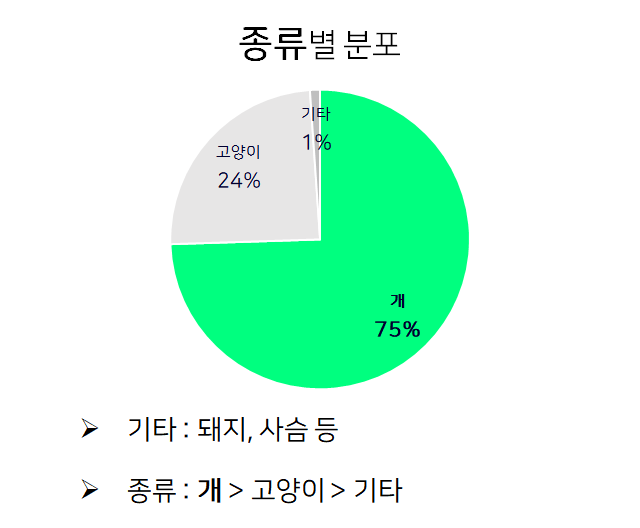 종류별 분포
기타
1%
고양이
24%
개
75%
➢ 기타 : 돼지, 사슴 등
➢ 종류 : 개 > 고양이 > 기타